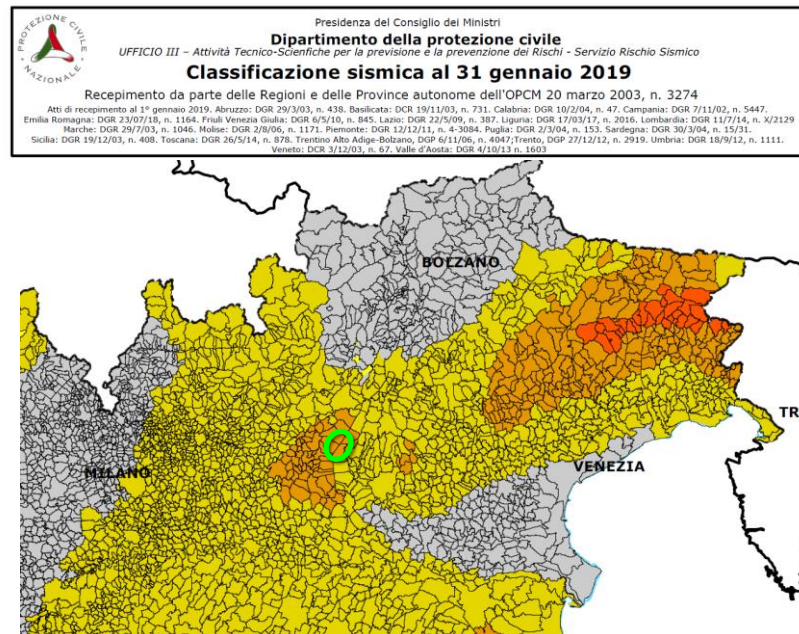 PROTEZIONE CIVILE
NAZIONALE
Presidenza del Consiglio dei Ministri
Dipartimento della protezione civile
UFFICIO III – Attività Tecnico-Scienfiche per la previsione e la prevenzione dei Rischi - Servizio Rischio Sismico
Classificazione sismica al 31 gennaio 2019
Recepimento da parte delle Regioni e delle Province autonome dell'OPCM 20 marzo 2003, n. 3274
Atti di recepimento al 1° gennaio 2019. Abruzzo: DGR 29/3/03, n. 438. Basilicata: DCR 19/11/03, n. 731. Calabria: DGR 10/2/04, n. 47. Campania: DGR 7/11/02, n. 5447.
Emilia Romagna: DGR 23/07/18, n. 1164. Friuli Venezia Giulia: DGR 6/5/10, n. 845. Lazio: DGR 22/5/09, n. 387. Liguria: DGR 17/03/17, n. 2016. Lombardia: DGR 11/7/14, n. X/2129
Marche: DGR 29/7/03, n. 1046. Molise: DGR 2/8/06, n. 1171. Piemonte: DGR 12/12/11, n. 4-3084. Puglia: DGR 2/3/04, n. 153. Sardegna: DGR 30/3/04, n. 15/31.
Sicilia: DGR 19/12/03, n. 408. Toscana: DGR 26/5/14, n. 878. Trentino Alto Adige-Bolzano, DGP 6/11/06, n. 4047;Trento, DGP 27/12/12, n. 2919. Umbria: DGR 18/9/12, n. 1111.
Veneto: DCR 3/12/03, n. 67. Valle d'Aosta: DGR 4/10/13 n. 1603
BOLZANO
TR
MILANO
VENEZIA